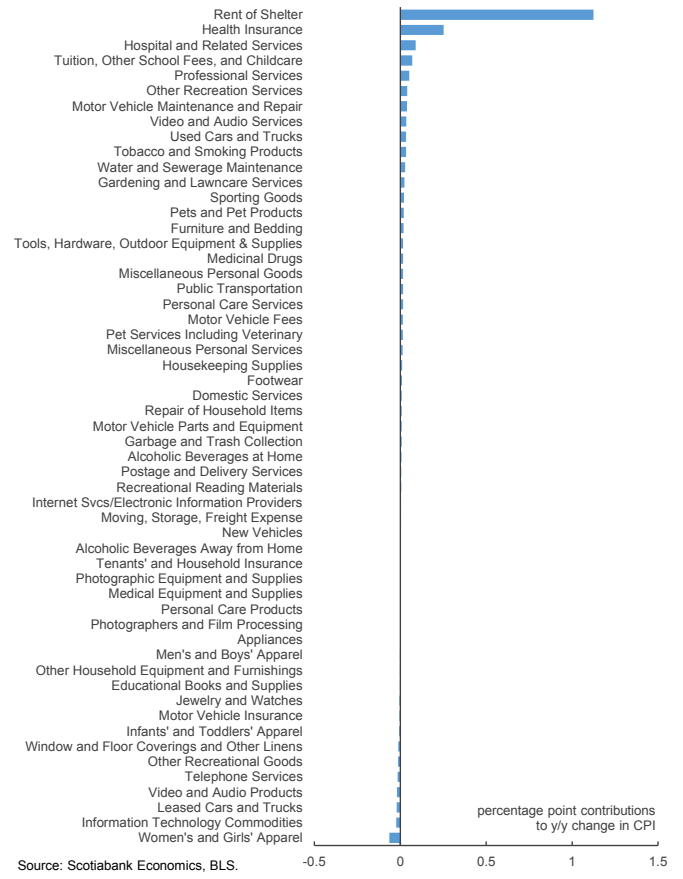 Rent of Shelter
Health Insurance
Hospital and Related Services
Tuition, Other School Fees, and Childcare
Professional Services
Other Recreation Services
Motor Vehicle Maintenance and Repair
Video and Audio Services
Used Cars and Trucks
Tobacco and Smoking Products
Water and Sewerage Maintenance
Gardening and Lawncare Services
Sporting Goods
Pets and Pet Products
Furniture and Bedding
Tools, Hardware, Outdoor Equipment & Supplies
Medicinal Drugs
Miscellaneous Personal Goods
Public Transportation
Personal Care Services
Motor Vehicle Fees
Pet Services Including Veterinary
Miscellaneous Personal Services
Housekeeping Supplies
Footwear
Domestic Services
Repair of Household Items
Motor Vehicle Parts and Equipment
Garbage and Trash Collection
Alcoholic Beverages at Home
Postage and Delivery Services
Recreational Reading Materials
Internet Svcs/Electronic Information Providers
Moving, Storage, Freight Expense
New Vehicles
Alcoholic Beverages Away from Home
Tenants' and Household Insurance
Photographic Equipment and Supplies
Medical Equipment and Supplies
Personal Care Products
Photographers and Film Processing
Appliances
Men's and Boys' Apparel
Other Household Equipment and Furnishings
Educational Books and Supplies
Jewelry and Watches
Motor Vehicle Insurance
Infants' and Toddlers' Apparel
Window and Floor Coverings and Other Linens
Other Recreational Goods
Telephone Services
Video and Audio Products
Leased Cars and Trucks
Information Technology Commodities
Women's and Girls' Apparel
percentage point contributions
to y/y change in CPI
-0.5 0 0.5 1 1.5
Source: Scotiabank Economics, BLS.